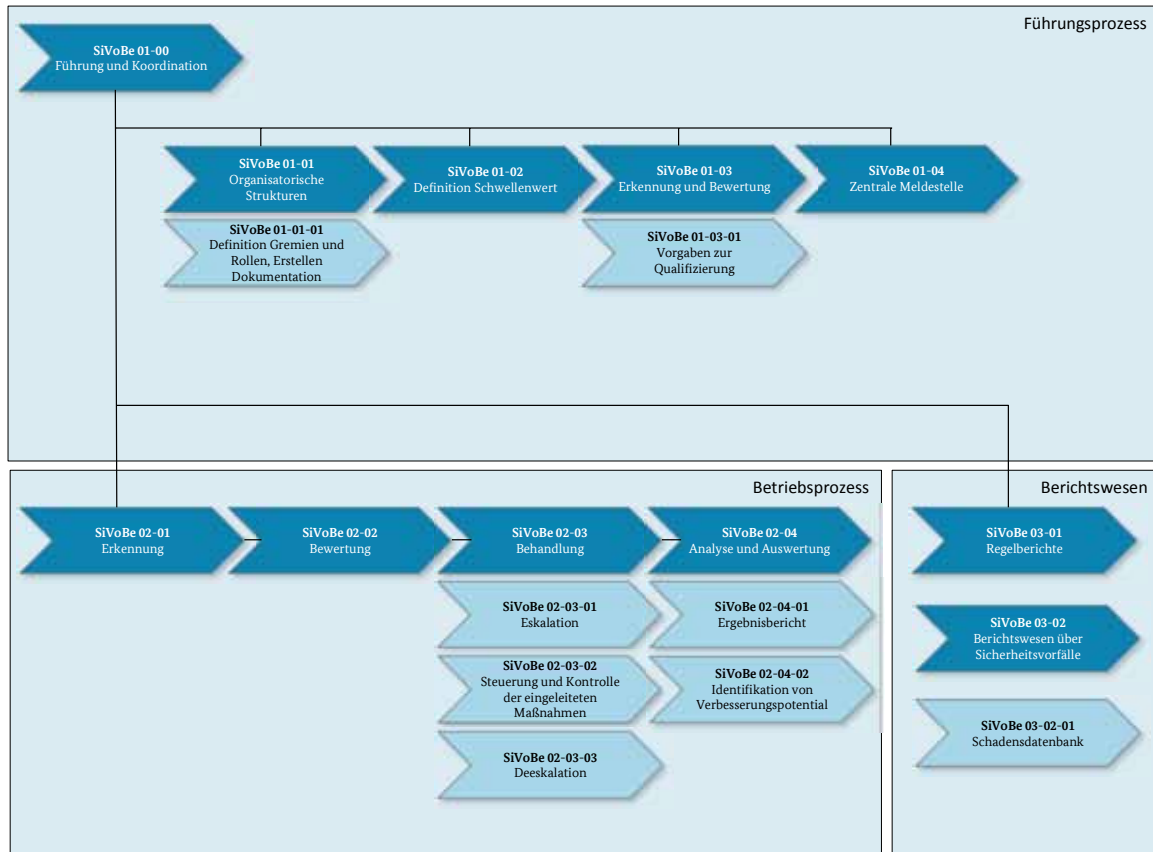 Führungsprozess
SiVoBe 01-00
Führung und Koordination
SiVoBe 01-01
Organisatorische
Strukturen
SiVoBe 01-02
Definition Schwellenwert
SiVoBe 01-03
Erkennung und Bewertung
SiVoBe 01-04
Zentrale Meldestelle
SiVoBe 01-01-01
Definition Gremien und
Rollen, Erstellen
Dokumentation
SiVoBe 01-03-01
Vorgaben zur
Qualifizierung
Betriebsprozess
SiVoBe 02-01
Erkennung
SiVoBe 02-02
Bewertung
SiVoBe 02-03
Behandlung
SiVoBe 02-04
Analyse und Auswertung
SiVoBe 02-03-01
Eskalation
SiVoBe 02-04-01
Ergebnisbericht
SiVoBe 02-03-02
Steuerung und Kontrolle
der eingeleiteten
Maßnahmen
SiVoBe 02-04-02
Identifikation von
Verbesserungspotential
SiVoBe 02-03-03
Deeskalation
Berichtswesen
SiVoBe 03-01
Regelberichte
SiVoBe 03-02
Berichtswesen über
Sicherheitsvorfälle
SiVoBe 03-02-01
Schadensdatenbank